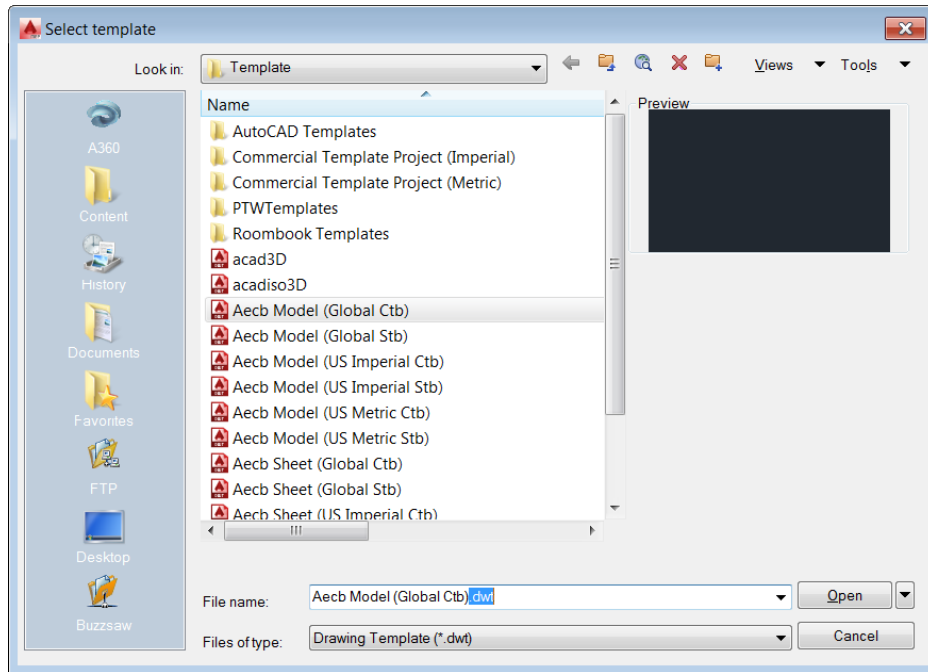 Select template
Look in:
Template
Views
Tools
A360
Content
History
Documents
Favorites
FTP
Desktop
Buzzsaw
Name
AutoCAD Templates
Commercial Template Project (Imperial)
Commercial Template Project (Metric)
PTWTemplates
Roombook Templates
acad3D
acadiso3D
Aecb Model (Global Ctb)
Aecb Model (Global Stb)
Aecb Model (US Imperial Ctb)
Aecb Model (US Imperial Stb)
Aecb Model (US Metric Ctb)
Aecb Model (US Metric Stb)
Aecb Sheet (Global Ctb)
Aecb Sheet (Global Stb)
Aecb Sheet (US Imperial Ctb)
Preview
File name:
Aecb Model (Global Ctb).dwt
Open
Files of type:
Drawing Template (*.dwt)
Cancel